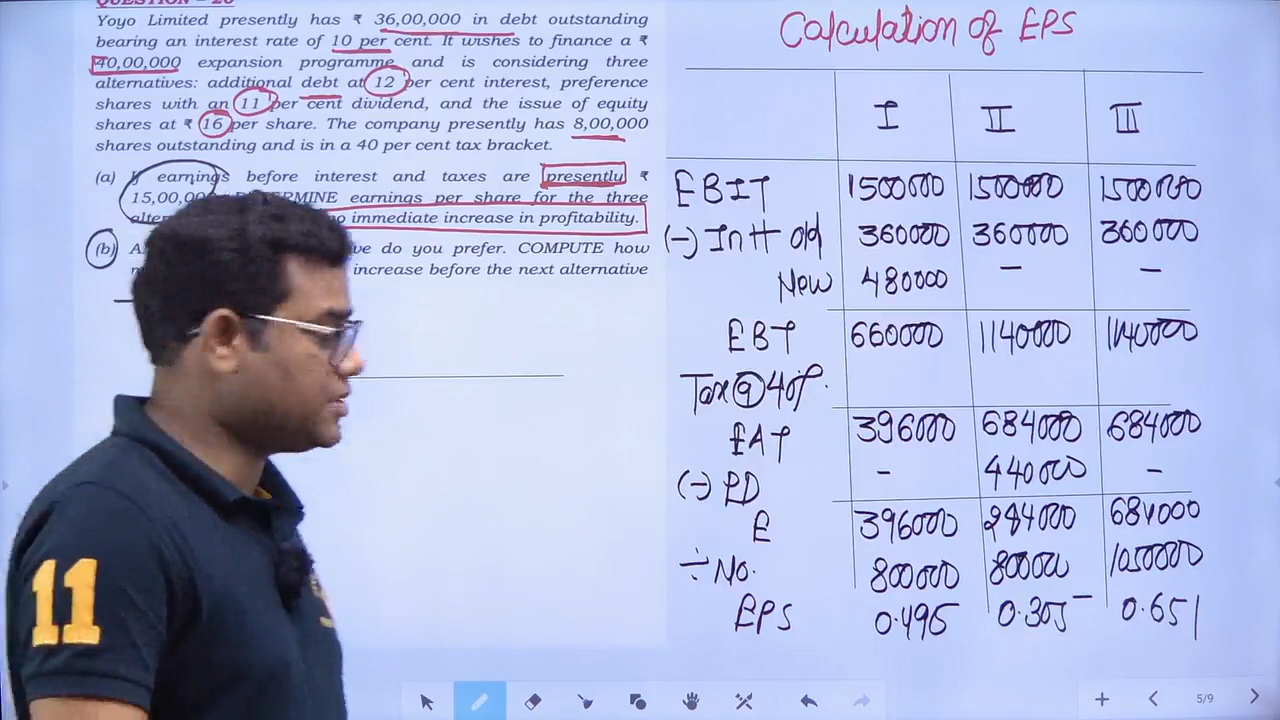 QUESTION - 20
Yoyo Limited presently has ₹ 36,00,000 in debt outstanding
bearing an interest rate of 10 per cent. It wishes to finance a ₹
40,00,000 expansion programme and is considering three
alternatives: additional debt at 12 per cent interest, preference
shares with an 11 per cent dividend, and the issue of equity
shares at ₹ 16 per share. The company presently has 8,00,000
shares outstanding and is in a 40 per cent tax bracket.
(a) If earnings before interest and taxes are presently ₹
15,00,00 MINE earnings per share for the three
alter no immediate increase in profitability.
(b) A ve do you prefer. COMPUTE how
increase before the next alternative
11
Calculation of EPS
I II III
EBIT 1500000 1500000 1500000
(-) Intt old 360000 360000 360000
New 480000 - -
EBT 660000 1140000 1140000
Tax @ 40%.
EAT 396000 684000 684000
(-) PD - 440000 -
E 396000 244000 684000
÷ No. 800000 800000 1050000
EPS 0.495 0.305 0.651
5/9